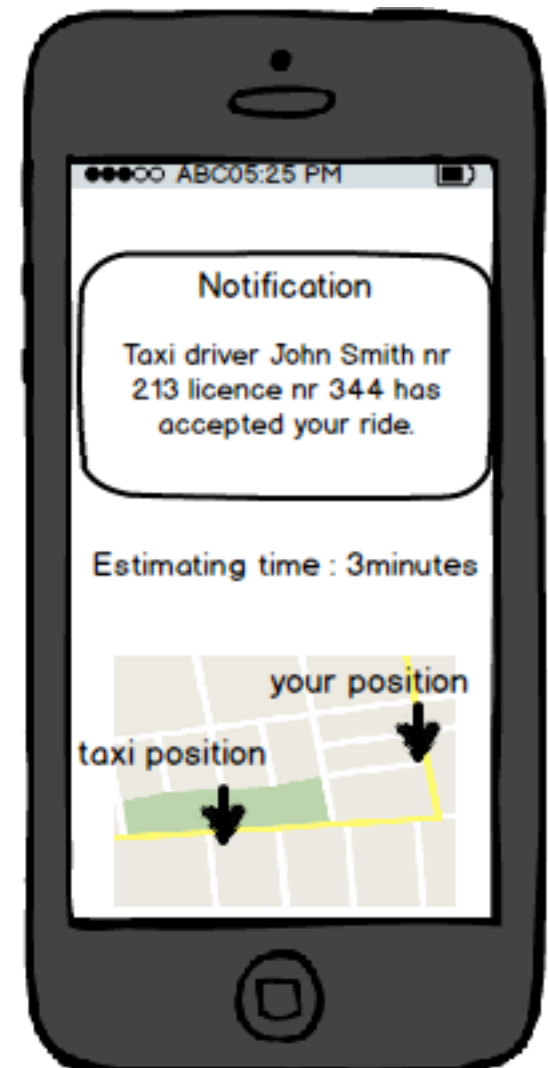 ABC05:25 PM
Notification
Taxi driver John Smith nr
213 licence nr 344 has
accepted your ride.
Estimating time : 3minutes
your position
taxi position